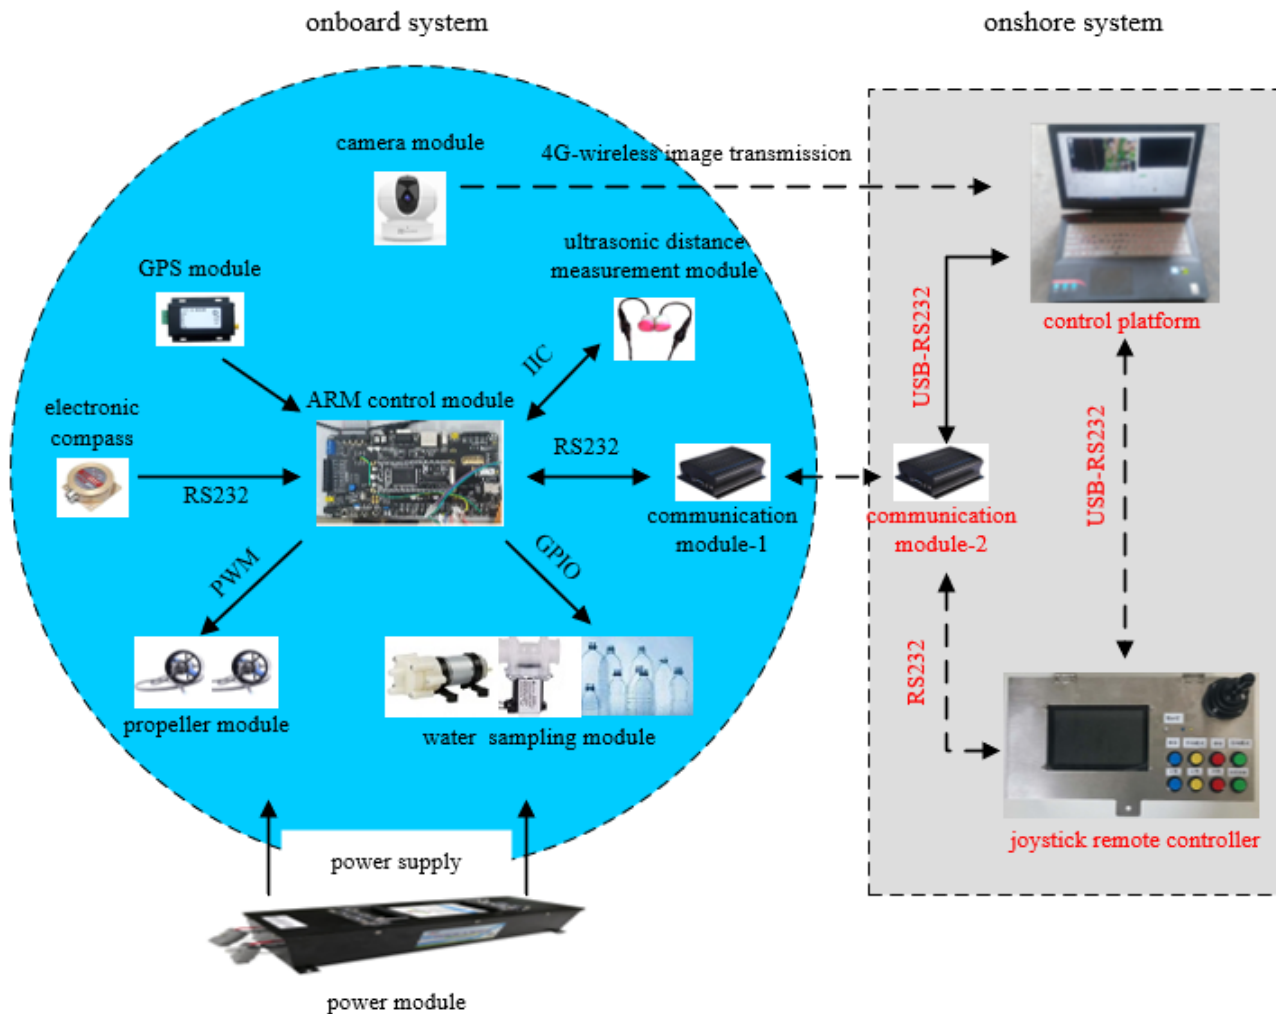 onboard system
onshore system
camera module
4G-wireless image transmission
ultrasonic distance
measurement module
GPS module
IIC
USB-RS232
control platform
electronic
compass
ARM control module
RS232
RS232
communication
module-1
communication
module-2
USB-RS232
PWM
GPIO
RS232
propeller module
water sampling module
joystick remote controller
power supply
power module